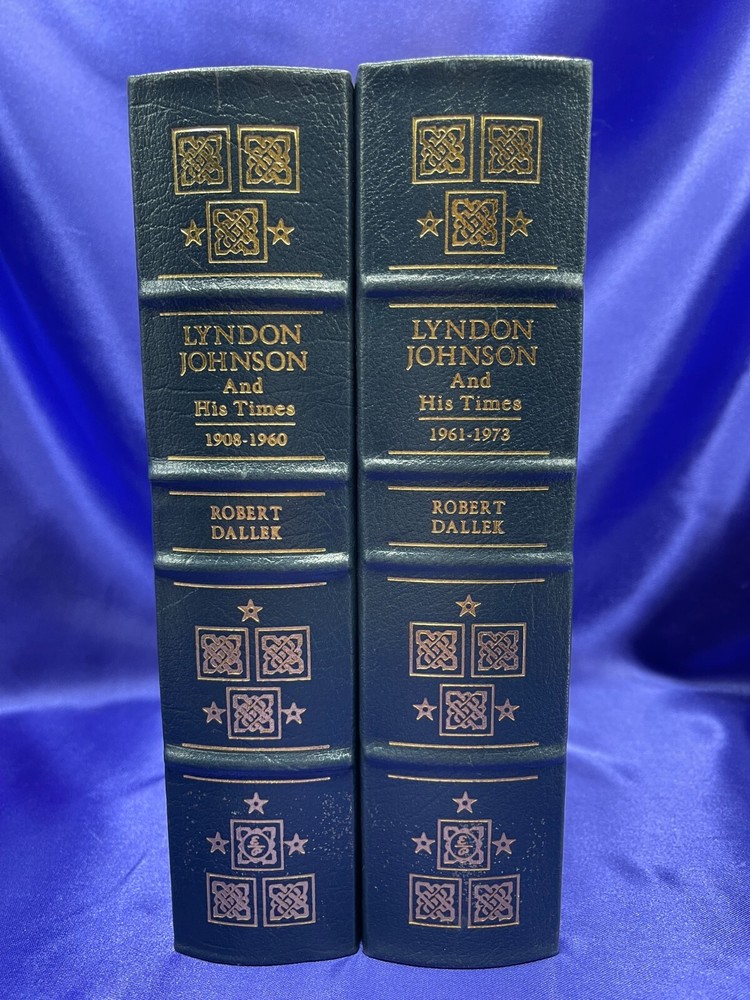 LYNDON
JOHNSON
And
His Times
1908-1960
ROBERT
DALLEK
LYNDON
JOHNSON
And
His Times
1961-1973
ROBERT
DALLEK